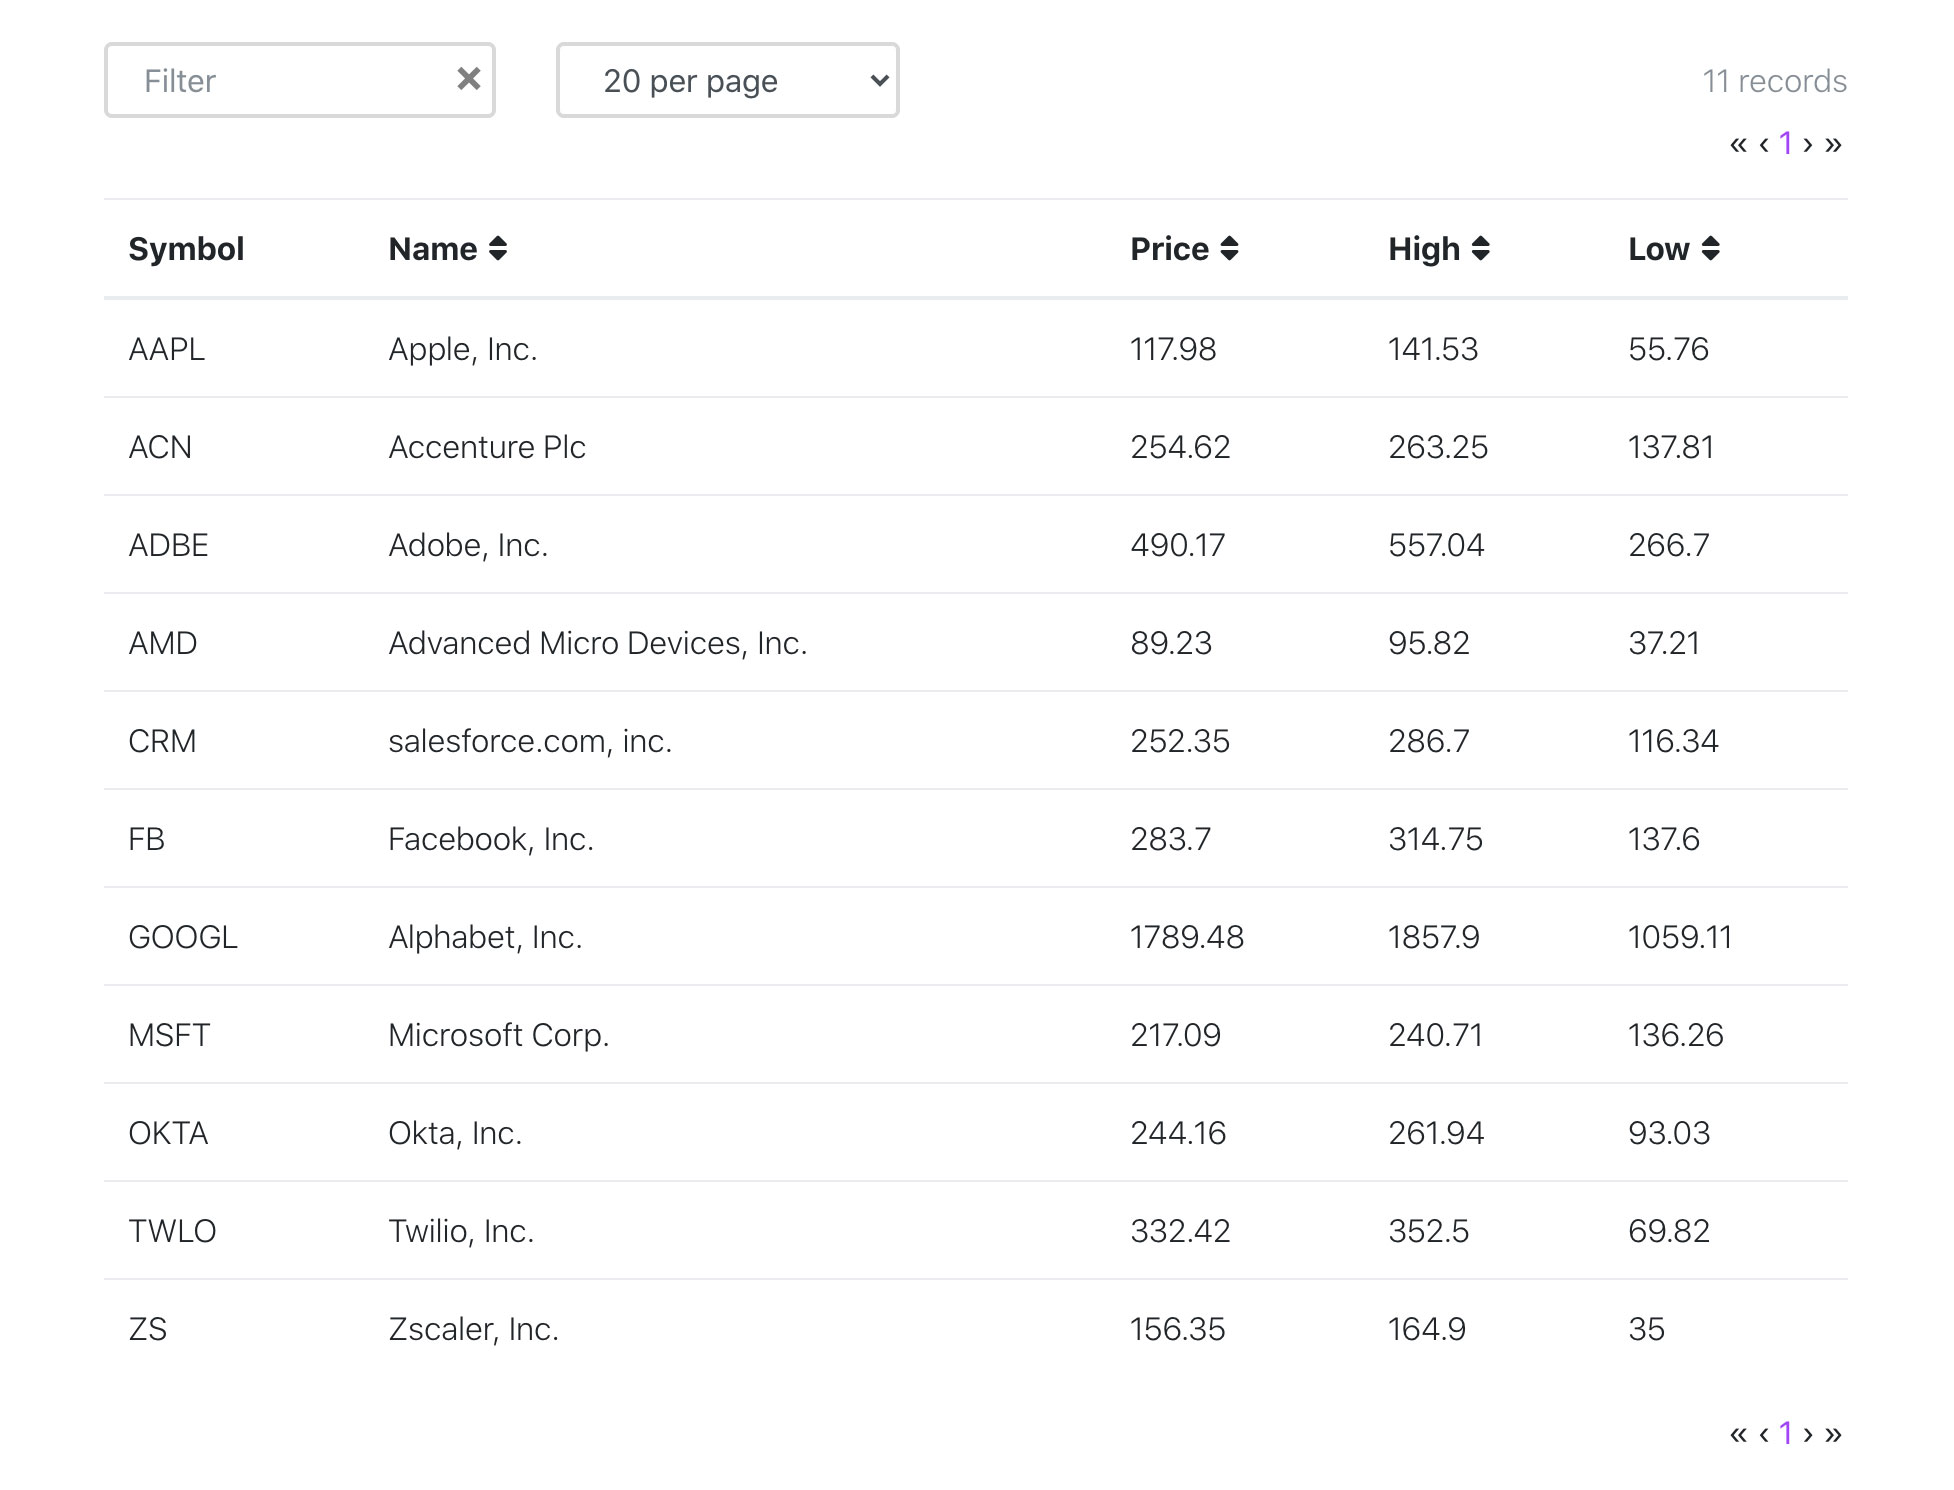 Filter 20 per page 11 records
« ‹ 1 › »
Symbol Name Price High Low
AAPL Apple, Inc. 117.98 141.53 55.76
ACN Accenture Plc 254.62 263.25 137.81
ADBE Adobe, Inc. 490.17 557.04 266.7
AMD Advanced Micro Devices, Inc. 89.23 95.82 37.21
CRM salesforce.com, inc. 252.35 286.7 116.34
FB Facebook, Inc. 283.7 314.75 137.6
GOOGL Alphabet, Inc. 1789.48 1857.9 1059.11
MSFT Microsoft Corp. 217.09 240.71 136.26
OKTA Okta, Inc. 244.16 261.94 93.03
TWLO Twilio, Inc. 332.42 352.5 69.82
ZS Zscaler, Inc. 156.35 164.9 35
« ‹ 1 › »